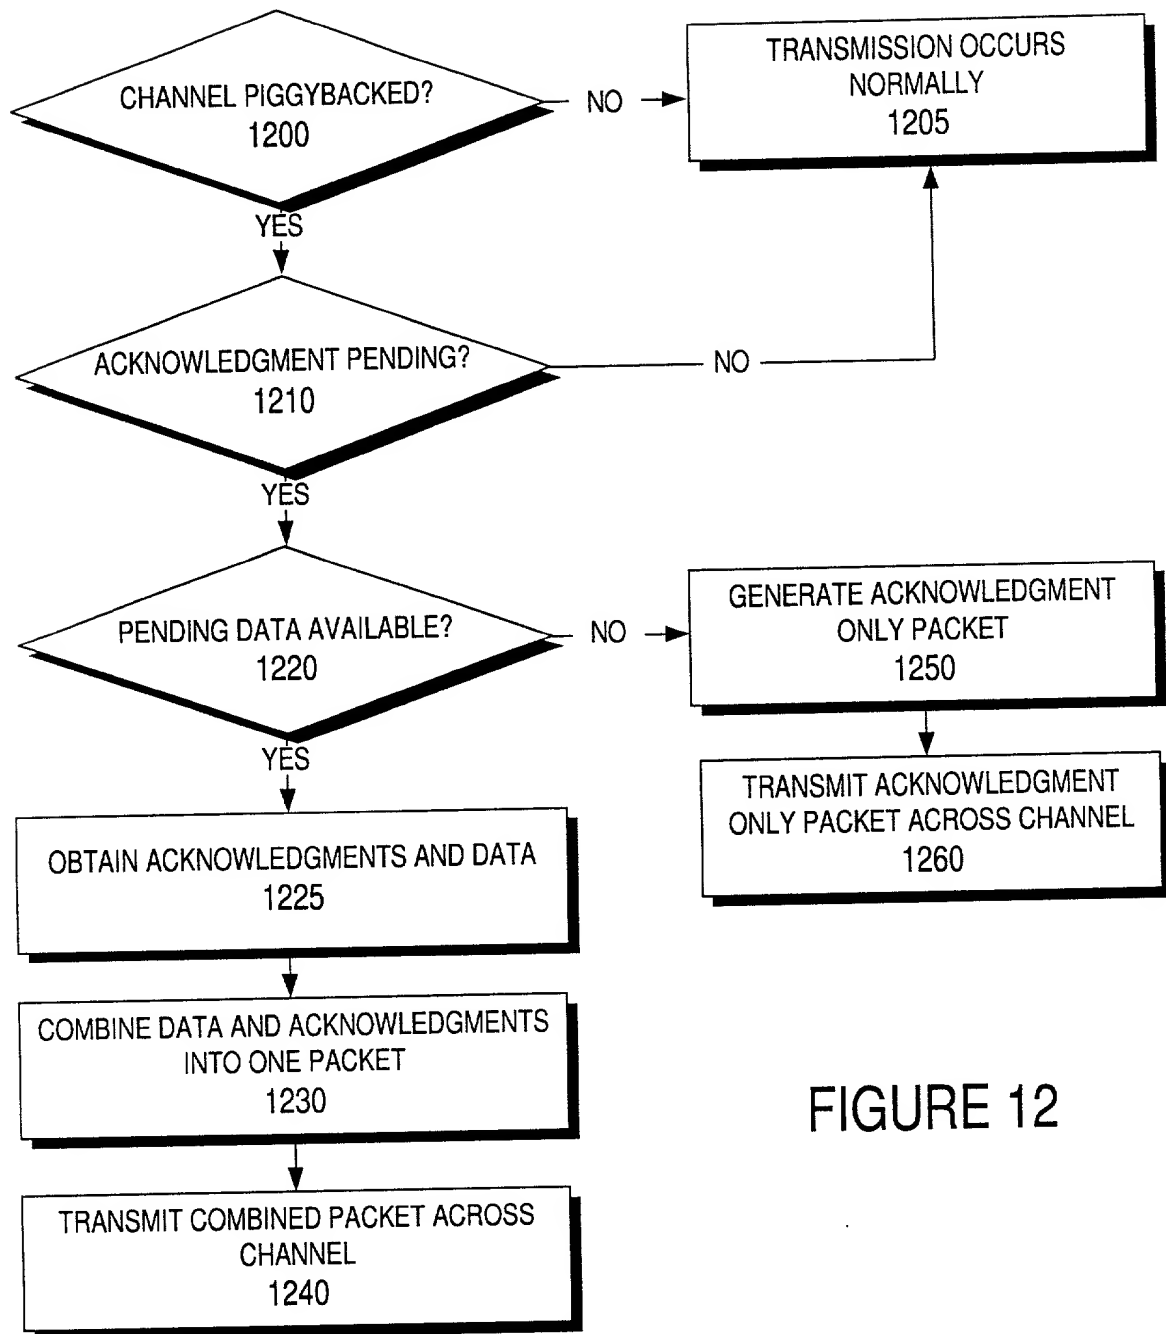 CHANNEL PIGGYBACKED?
1200
NO
TRANSMISSION OCCURS
NORMALLY
1205
YES
ACKNOWLEDGMENT PENDING?
1210
NO
YES
PENDING DATA AVAILABLE?
1220
NO
GENERATE ACKNOWLEDGMENT
ONLY PACKET
1250
YES
TRANSMIT ACKNOWLEDGMENT
ONLY PACKET ACROSS CHANNEL
1260
OBTAIN ACKNOWLEDGMENTS AND DATA
1225
COMBINE DATA AND ACKNOWLEDGMENTS
INTO ONE PACKET
1230
TRANSMIT COMBINED PACKET ACROSS
CHANNEL
1240
FIGURE 12